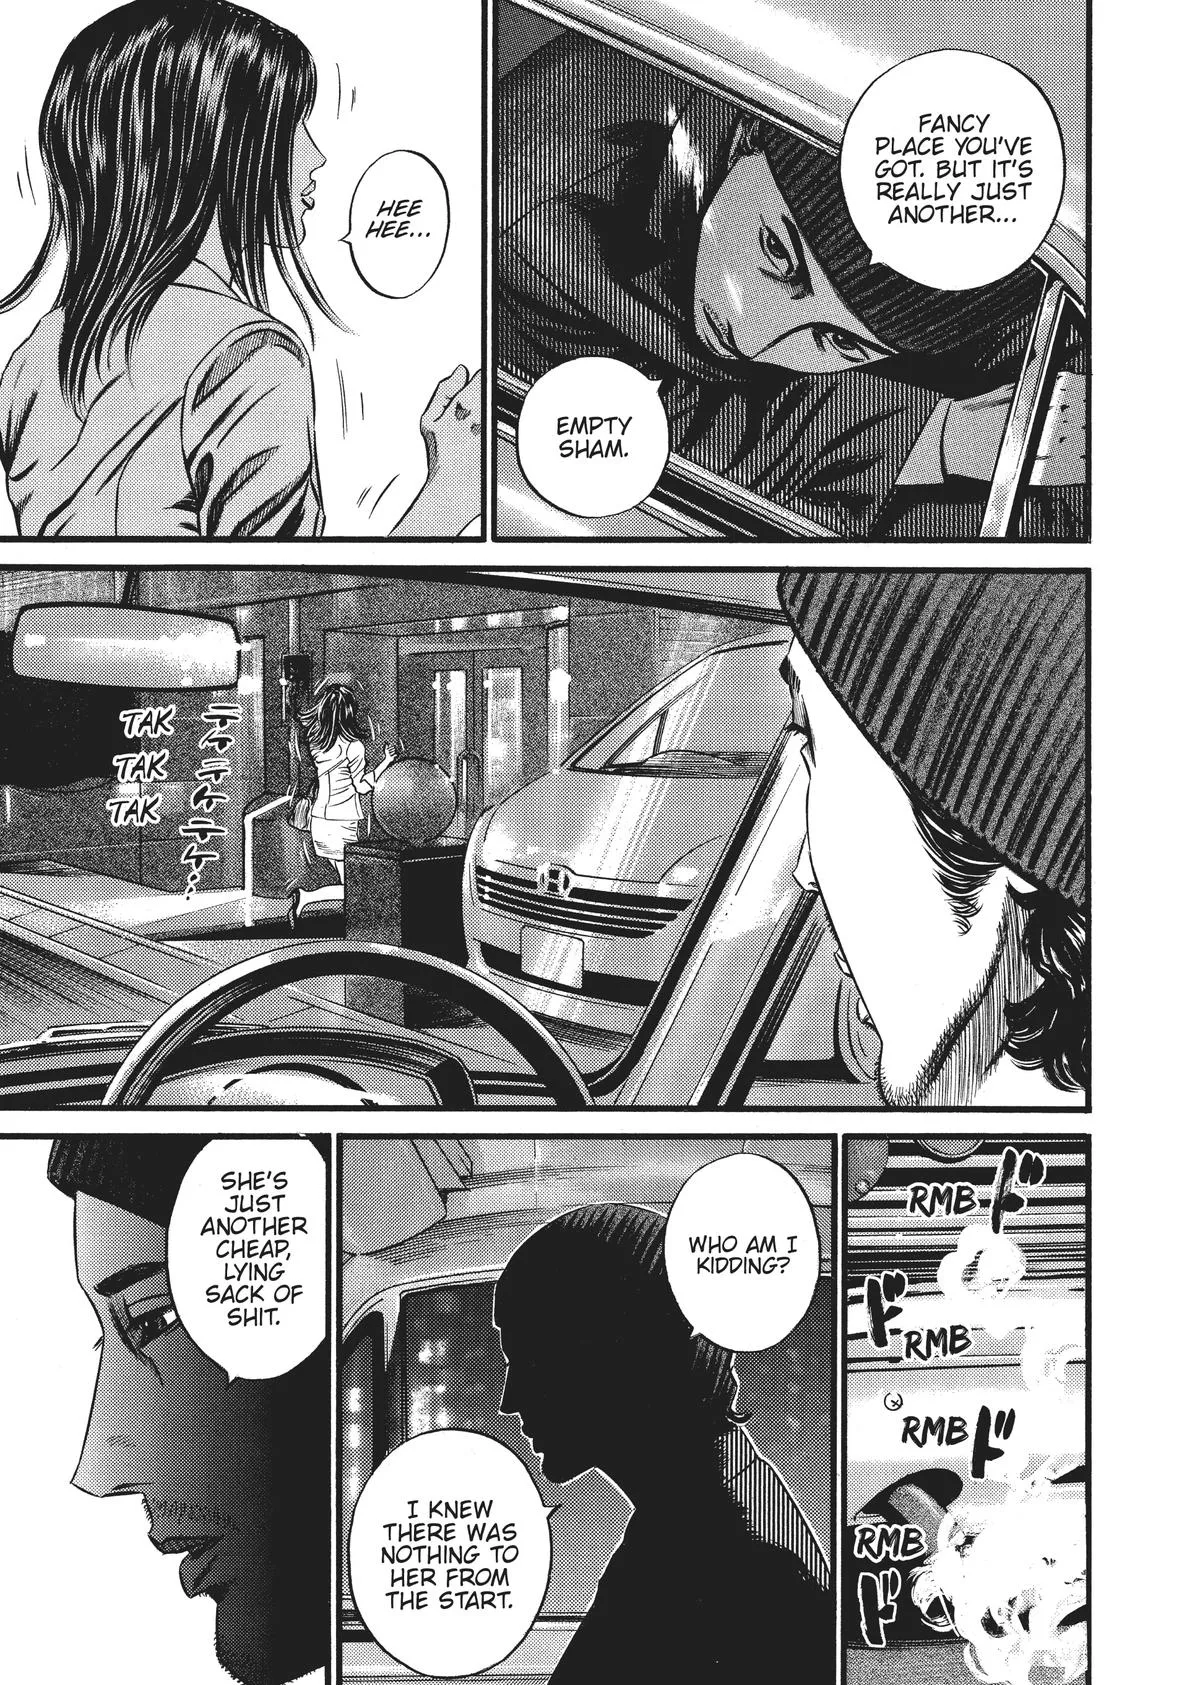 FANCY
PLACE YOU'VE
GOT. BUT IT'S
REALLY JUST
ANOTHER...
EMPTY
SHAM.
HEE
HEE...
テケ
テケ
テケ…
TAK
TAK
TAK
ド
RMB
ド
RMB
RMB
ド
RMB
ド
WHO AM I
KIDDING?
I KNEW
THERE WAS
NOTHING TO
HER FROM
THE START.
SHE'S
JUST
ANOTHER
CHEAP,
LYING
SACK OF
SHIT.